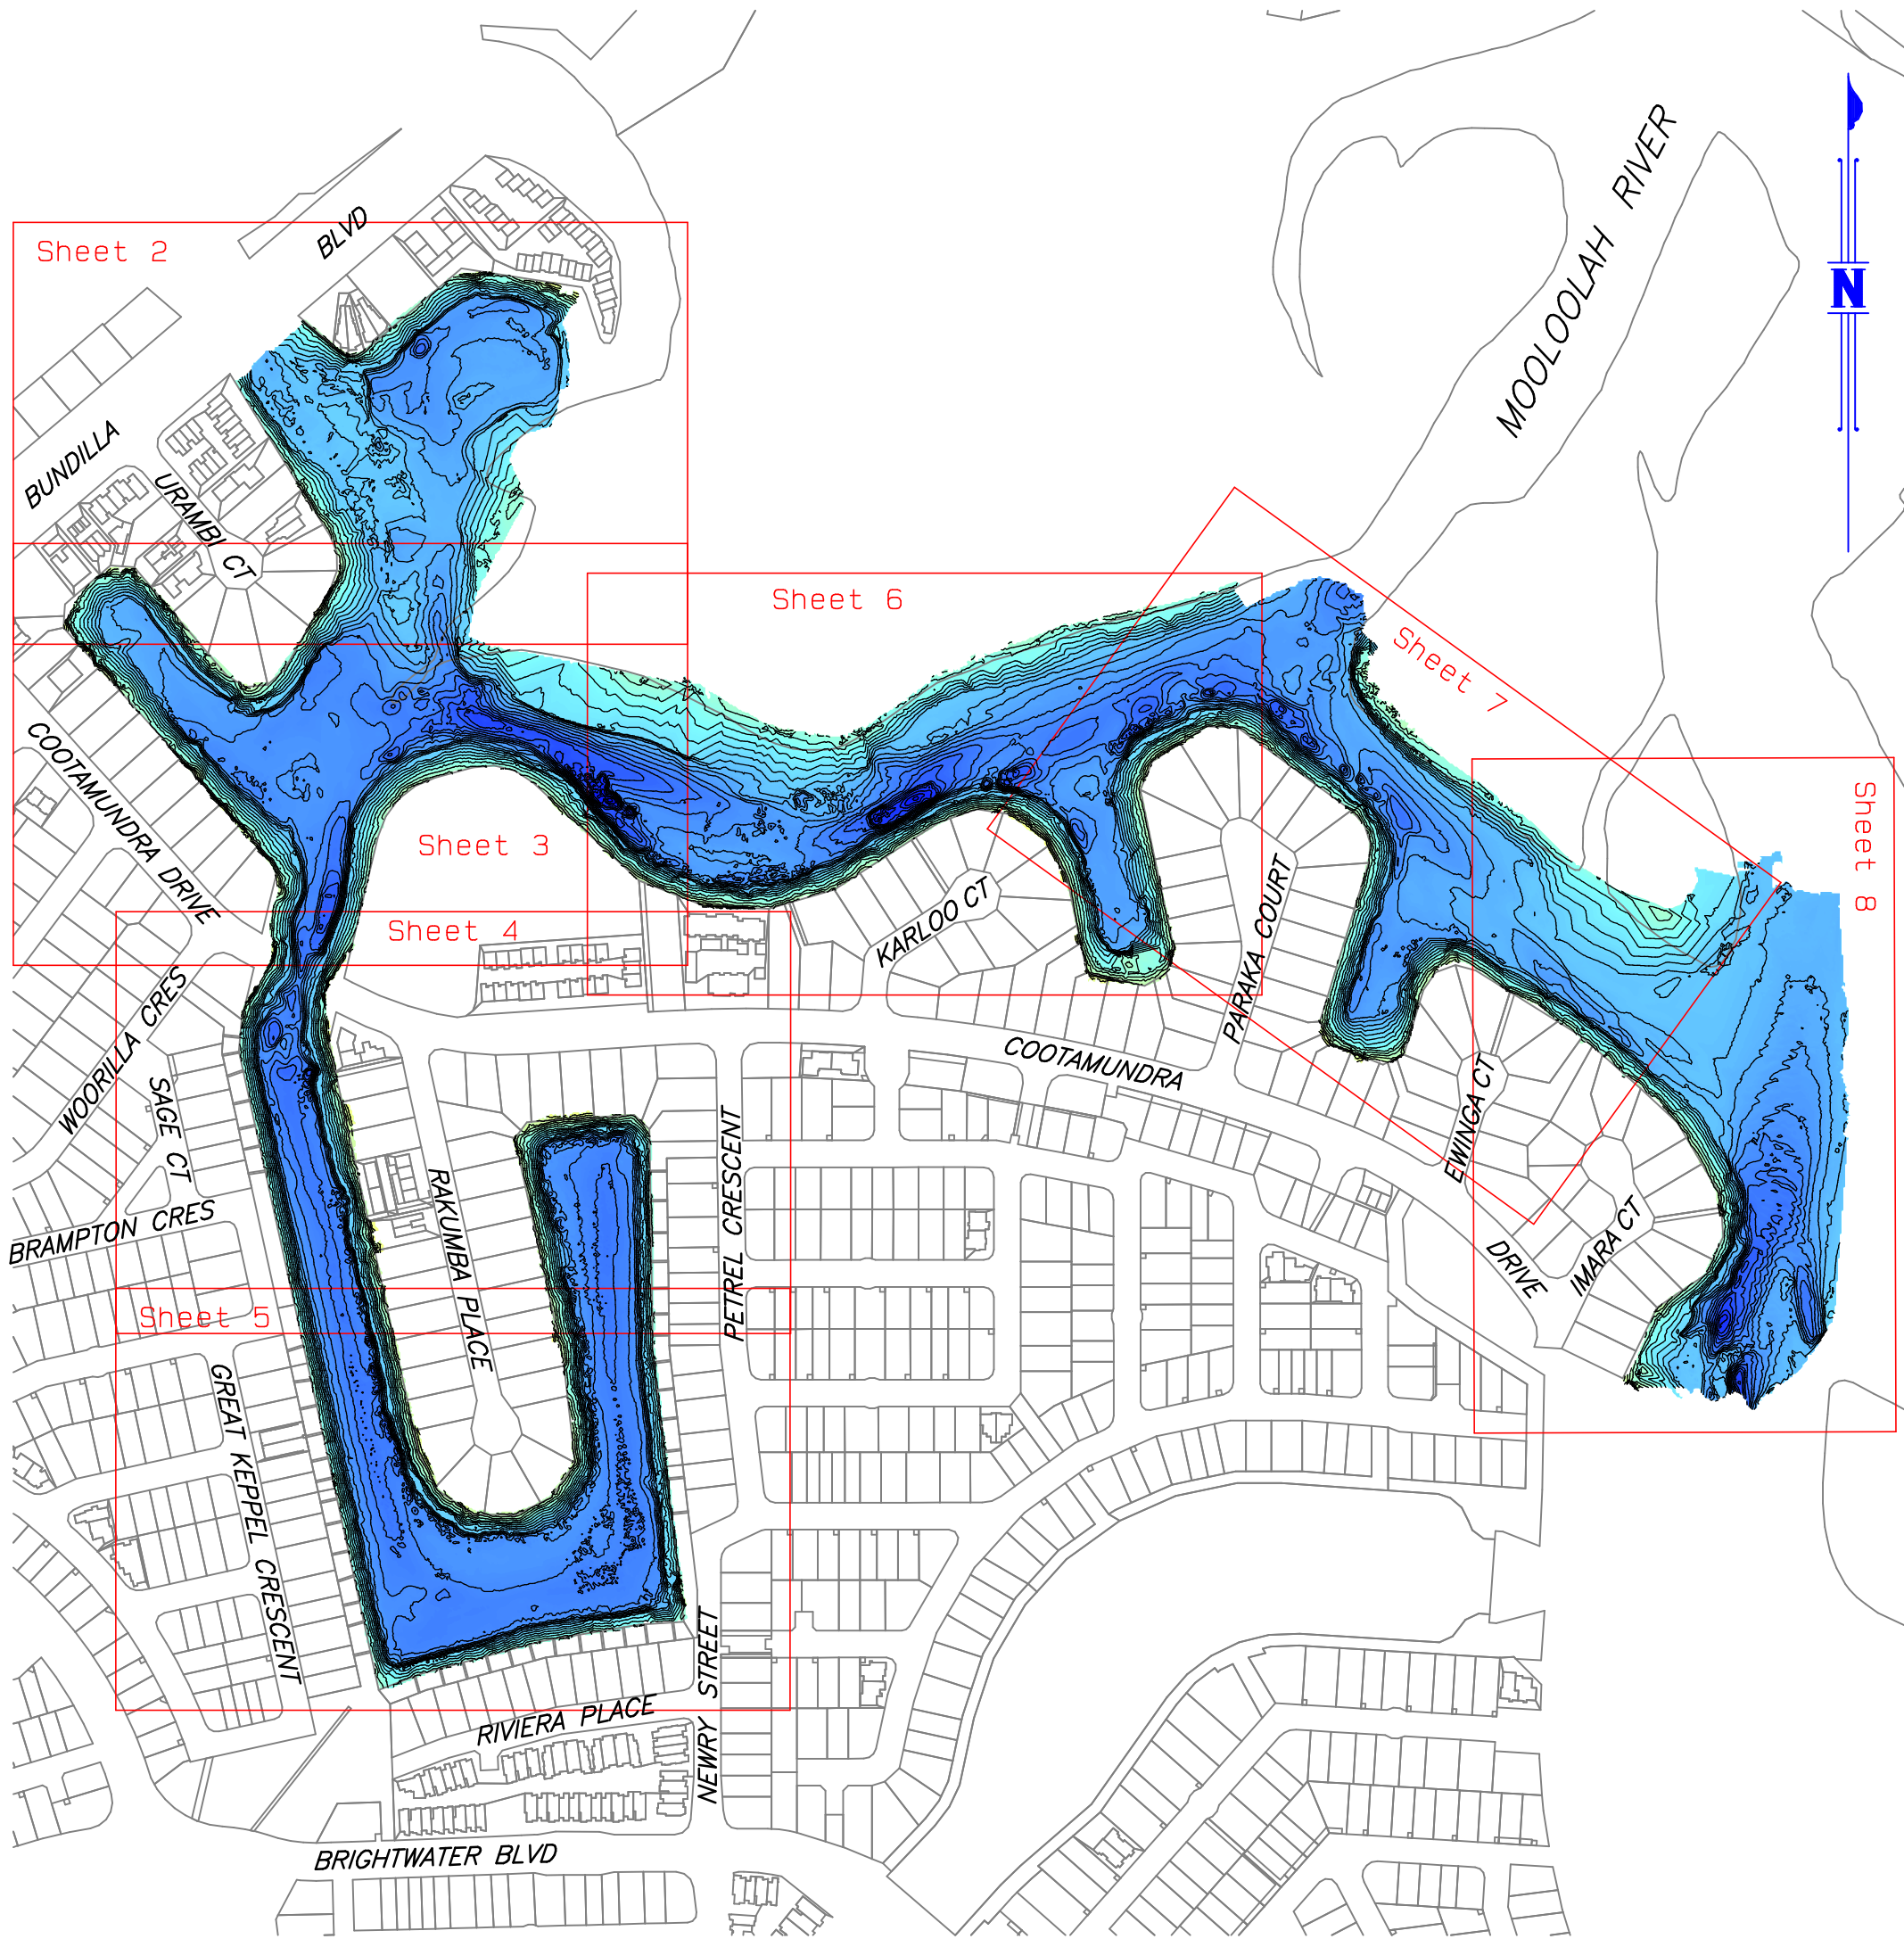 MOOLOOLAH RIVER
N
BLVD
Sheet 2
BUNDILLA
URAMBI CT
Sheet 6
Sheet 7
COOTAMUNDRA DRIVE
Sheet 3
Sheet 8
Sheet 4
KARLOO CT
PARAKA COURT
WOORILLA CRES
SAGE CT
COOTAMUNDRA
DRIVE
EWINGA CT
IMARA CT
BRAMPTON CRES
RAKUMBA PLACE
PETREL CRESCENT
Sheet 5
GREAT KEPPEL CRESCENT
RIVIERA PLACE
NEWRY STREET
BRIGHTWATER BLVD